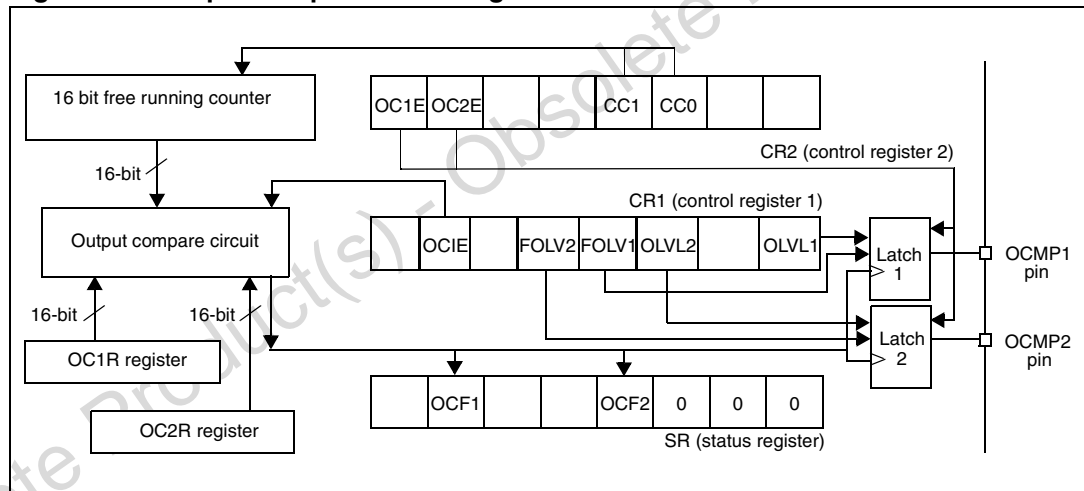 16 bit free running counter
OC1E OC2E CC1 CC0
CR2 (control register 2)
16-bit
CR1 (control register 1)
Output compare circuit
OCIE FOLV2 FOLV1 OLVL2 OLVL1
Latch
1
OCMP1
pin
16-bit
16-bit
OC1R register
Latch
2
OCMP2
pin
OCF1 OCF2 0 0 0
OC2R register
SR (status register)
Product(s) - Obsolete